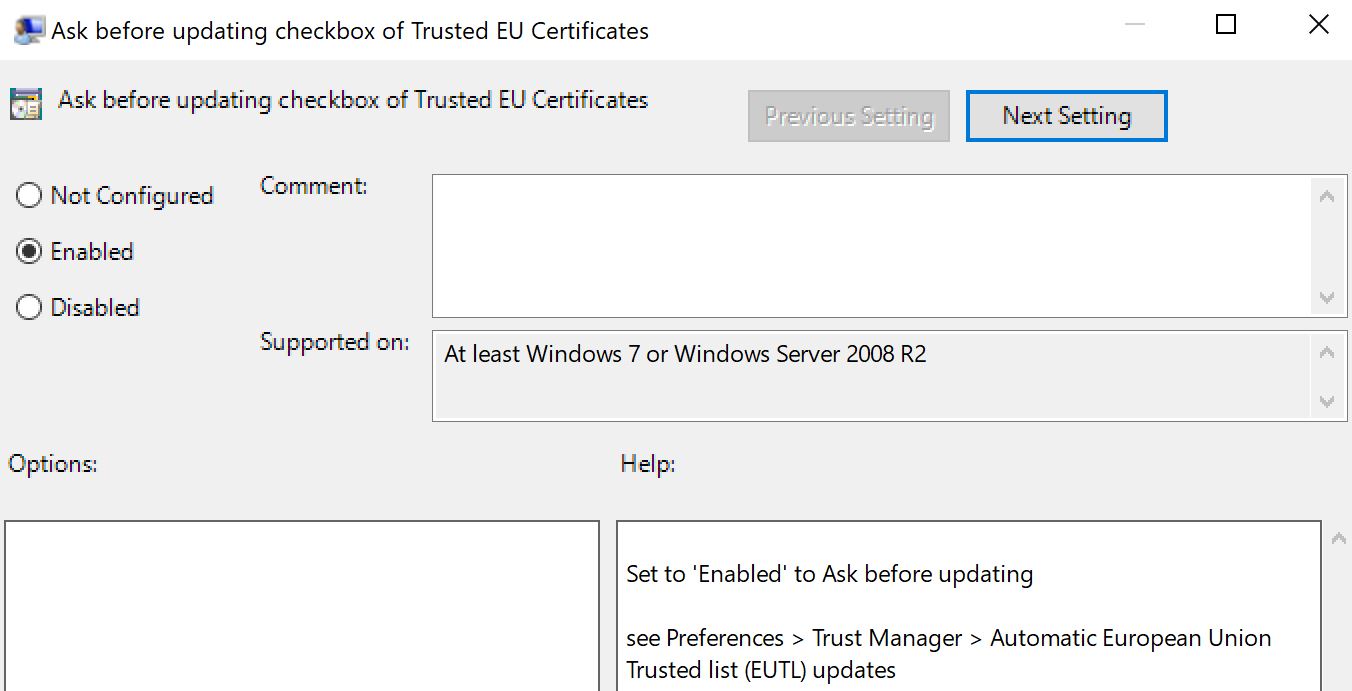 Ask before updating checkbox of Trusted EU Certificates
Ask before updating checkbox of Trusted EU Certificates
Previous Setting
Next Setting
Not Configured
Enabled
Disabled
Comment:
Supported on:
At least Windows 7 or Windows Server 2008 R2
Options:
Help:
Set to 'Enabled' to Ask before updating
see Preferences > Trust Manager > Automatic European Union
Trusted list (EUTL) updates